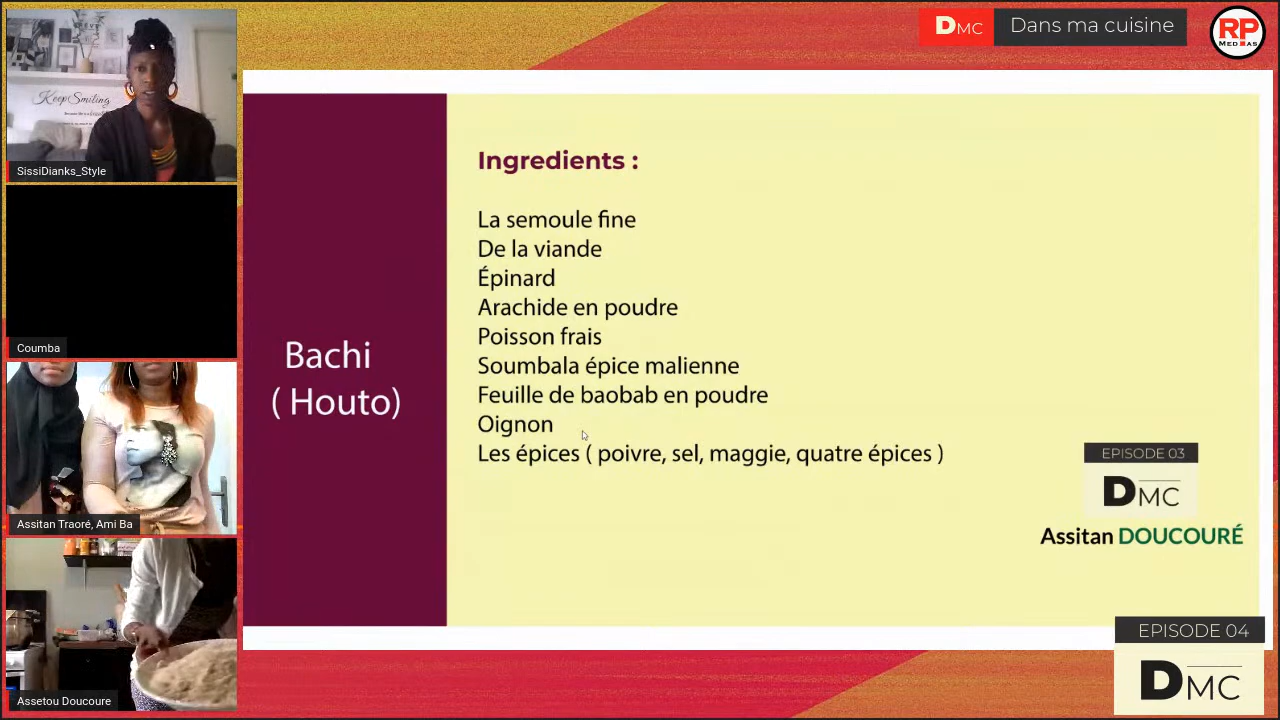 DMC
Dans ma cuisine
RP
MEDIAS
Keep Smiling
SissiDianks_Style
Coumba
Assitan Traoré, Ami Ba
Assetou Doucoure
Bachi
( Houto)
Ingredients :
La semoule fine
De la viande
Épinard
Arachide en poudre
Poisson frais
Soumbala épice malienne
Feuille de baobab en poudre
Oignon
Les épices ( poivre, sel, maggie, quatre épices )
EPISODE 03
DMC
Assitan DOUCOURÉ
EPISODE 04
DMC